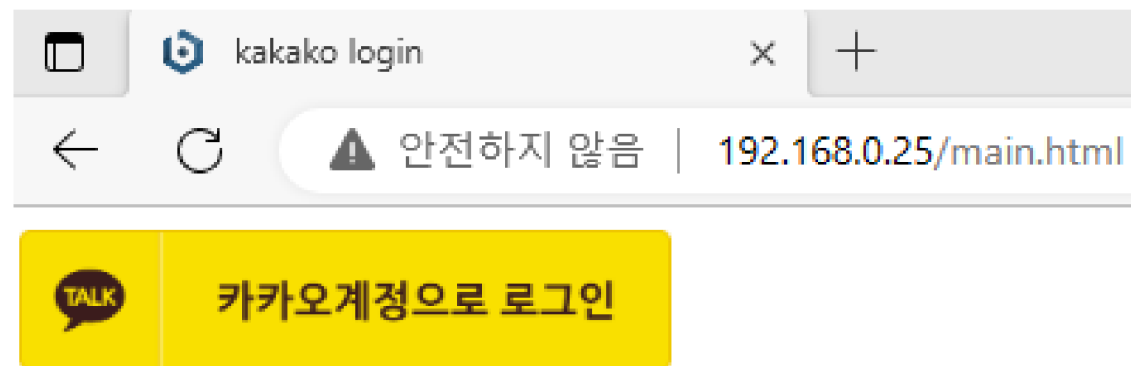 kakako login
안전하지 않음 | 192.168.0.25/main.html
TALK 카카오계정으로 로그인